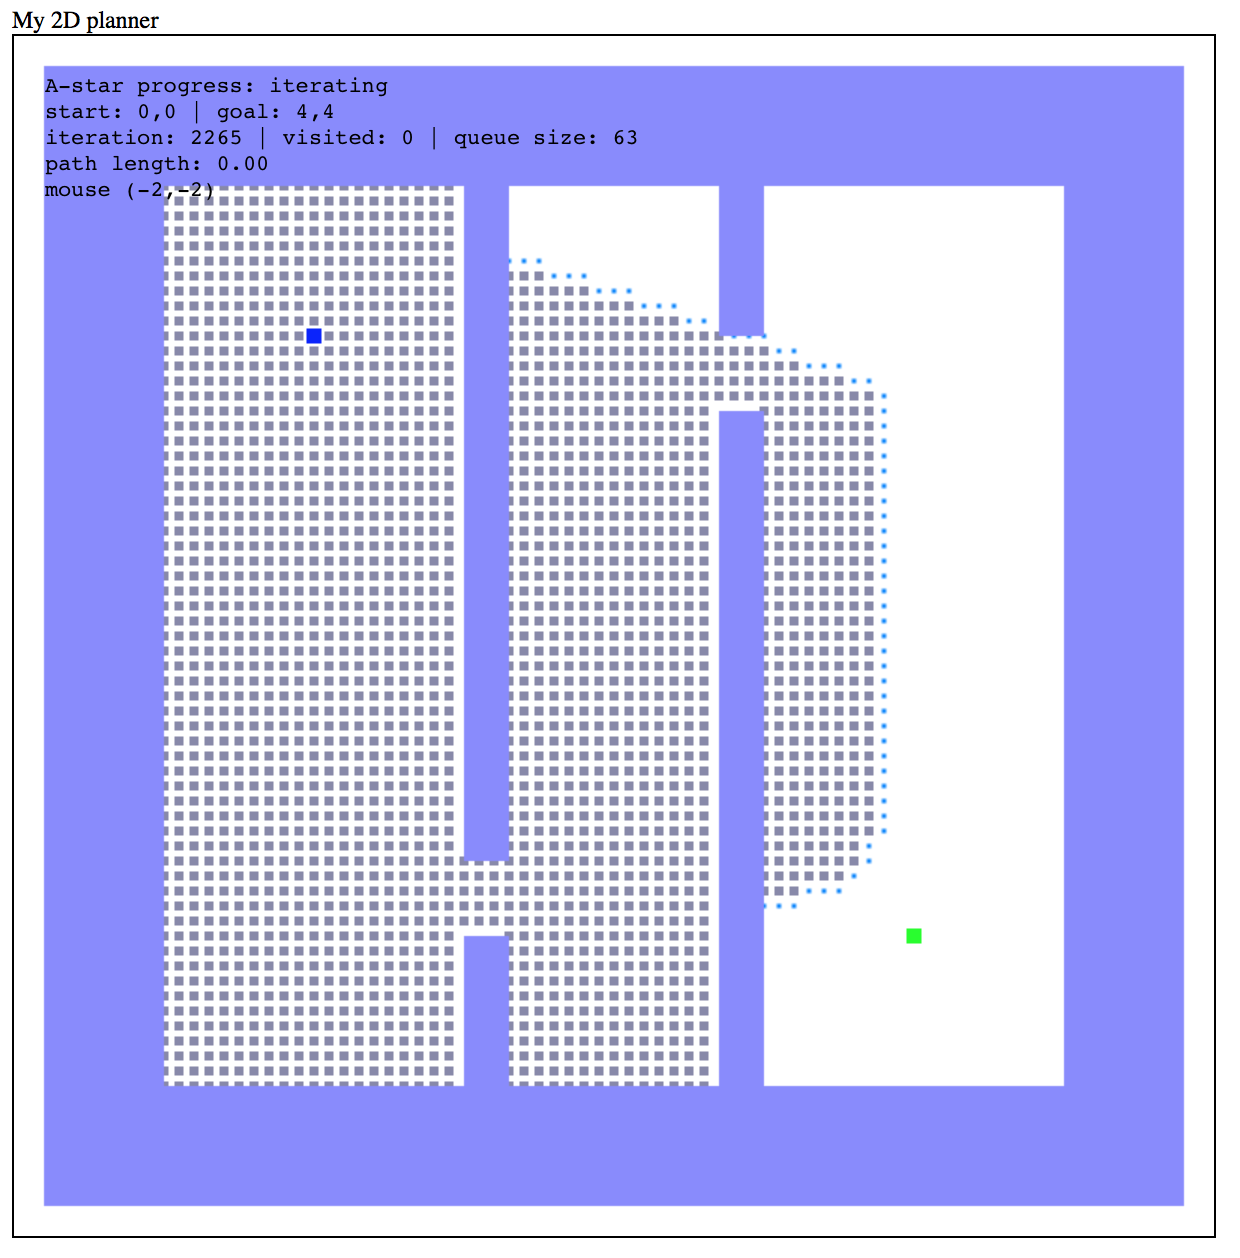 My 2D planner
A-star progress: iterating
start: 0,0 | goal: 4,4
iteration: 2265 | visited: 0 | queue size: 63
path length: 0.00
mouse (-2,-2)